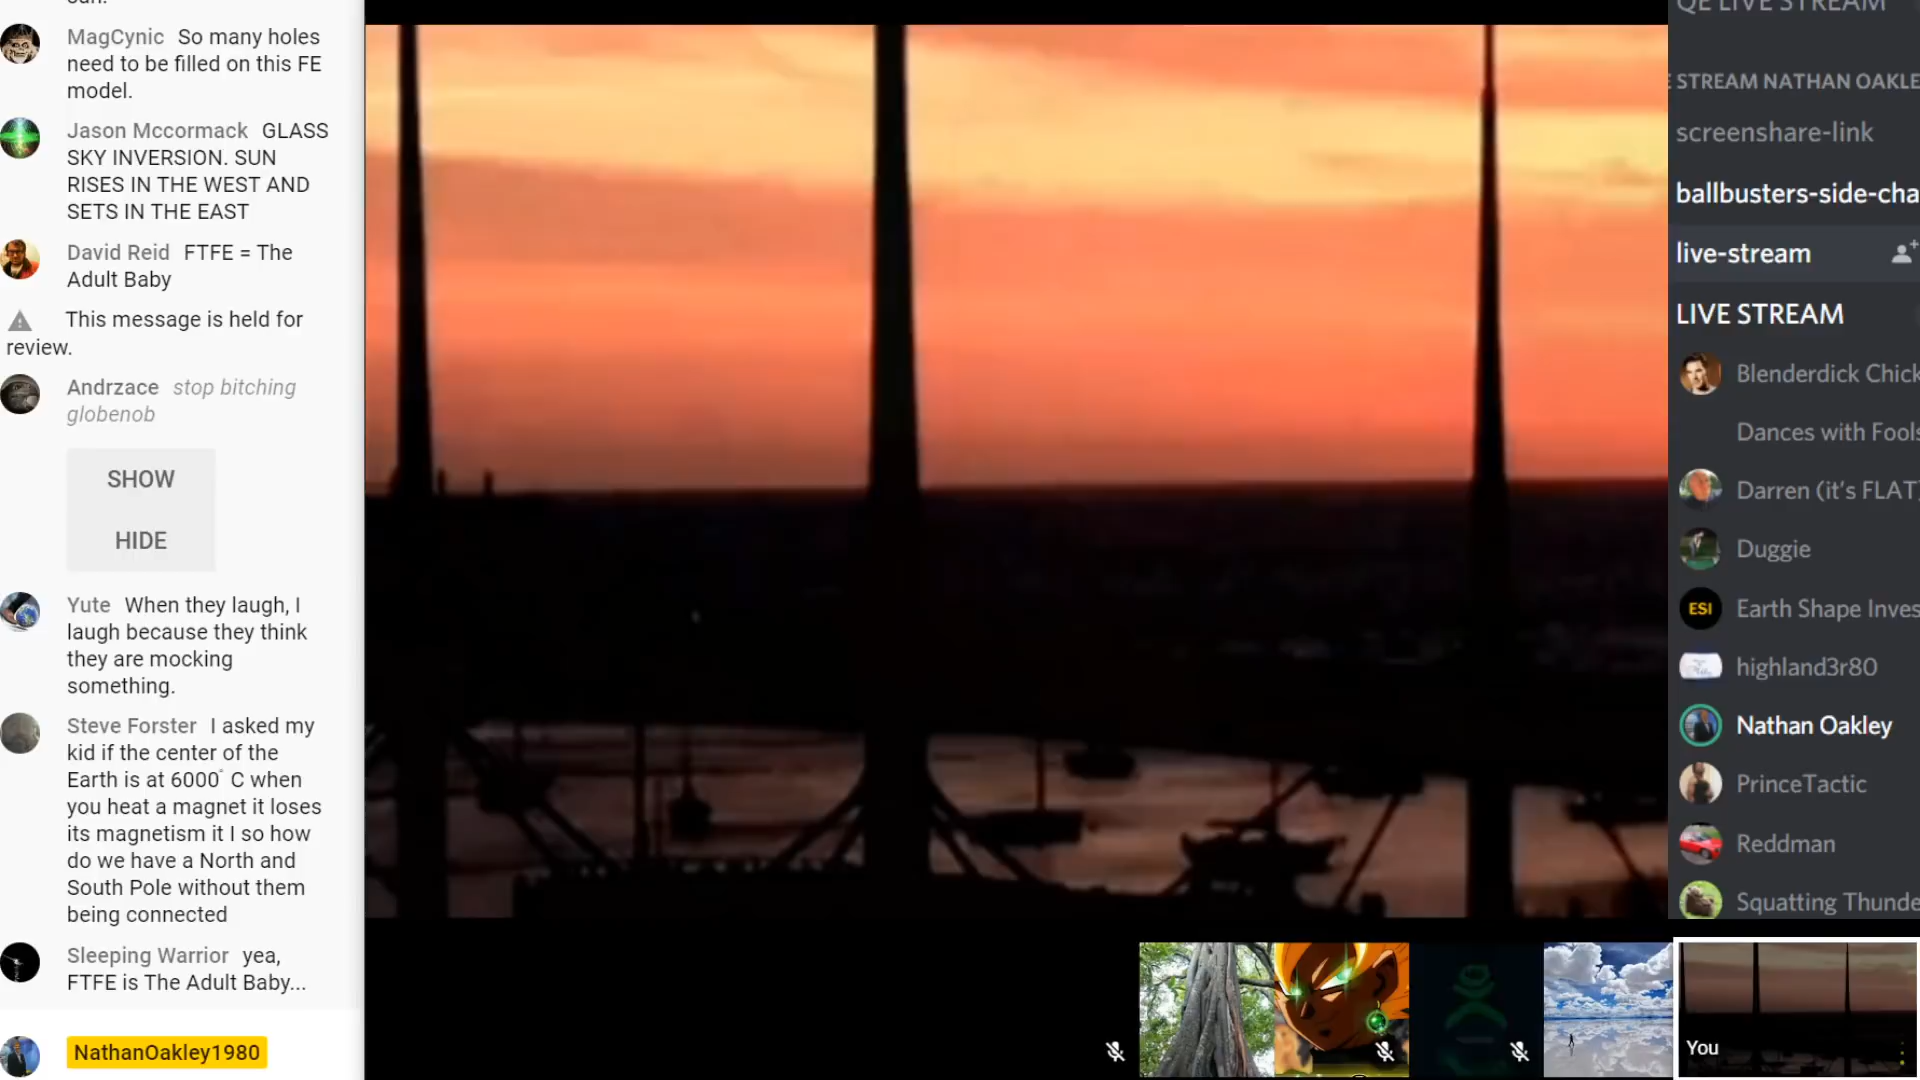 MagCynic So many holes
need to be filled on this FE
model.
Jason Mccormack GLASS
SKY INVERSION. SUN
RISES IN THE WEST AND
SETS IN THE EAST
David Reid FTFE = The
Adult Baby
This message is held for
review.
Andrzace stop bitching
globenob
SHOW
HIDE
Yute When they laugh, I
laugh because they think
they are mocking
something.
Steve Forster I asked my
kid if the center of the
Earth is at 6000° C when
you heat a magnet it loses
its magnetism it I so how
do we have a North and
South Pole without them
being connected
Sleeping Warrior yea,
FTFE is The Adult Baby...
NathanOakley1980
You
QE LIVE STREAM
STREAM NATHAN OAKLE
screenshare-link
ballbusters-side-cha
live-stream
LIVE STREAM
Blenderdick Chick
Dances with Fools
Darren (it's FLAT)
Duggie
ESI
Earth Shape Inves
highland3r80
Nathan Oakley
PrinceTactic
Reddman
Squatting Thunde